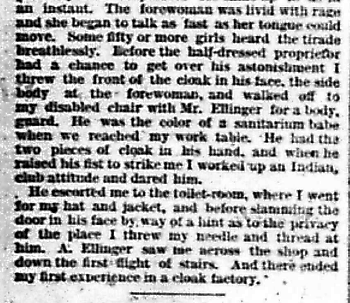 an instant. The forewoman was livid with rage
and she began to talk as fast as her tongue could
move. Some fifty or more girls heard the tirade
breathlessly. Before the half-dressed proprietor
had a chance to get over his astonishment I
threw the front of the cloak in his face, the side
body at the forewoman, and walked off to
my disabled chair with Mr. Ellinger for a body
guard. He was the color of a sanitarium babe
when we reached my work table. He had the
two pieces of cloak in his hand, and when he
raised his fist to strike me I worked up an Indian
club attitude and dared him.
He escorted me to the toilet-room, where I went
for my hat and jacket, and before slamming the
door in his face by way of a hint as to the privacy
of the place I threw my needle and thread at
him. A. Ellinger saw me across the shop and
down the first flight of stairs. And there ended
my first experience in a cloak factory.